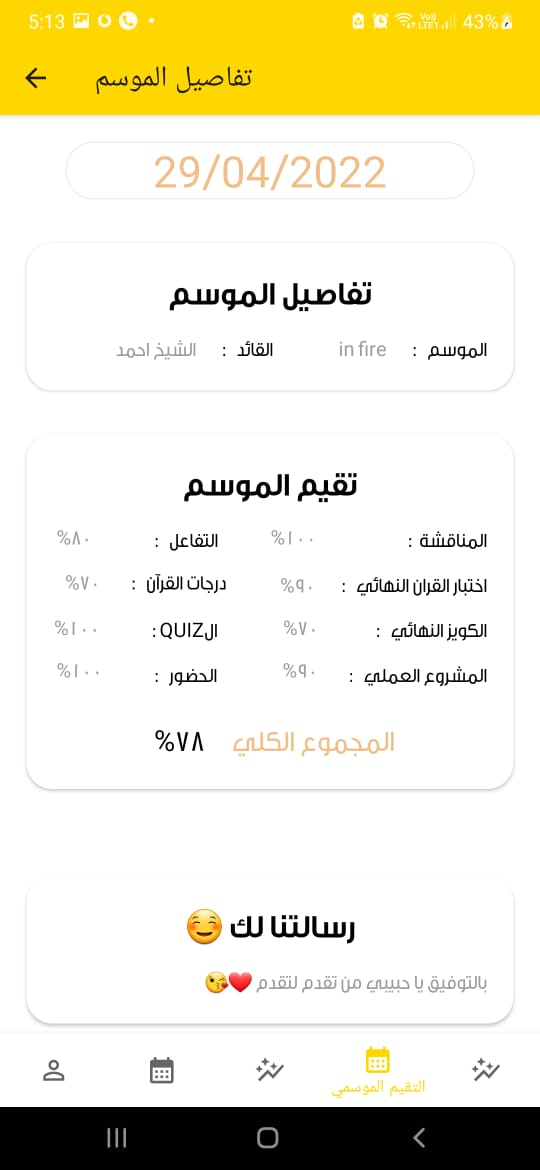 5:13
43%
تفاصيل الموسم
29/04/2022
تفاصيل الموسم
الموسم : in fire القائد : الشيخ احمد
تقيم الموسم
المناقشة : ١٠٠% التفاعل : ٨٠%
اختبار القران النهائي : ٩٠% درجات القرآن : ٧٠%
الكويز النهائي : ٧٠% الQUIZ : ١٠٠%
المشروع العملي : ٩٠% الحضور : ١٠٠%
المجموع الكلي ٧٨%
رسالتنا لك 😊
بالتوفيق يا حبيبي من تقدم لتقدم ❤️😘
التقيم الموسمي